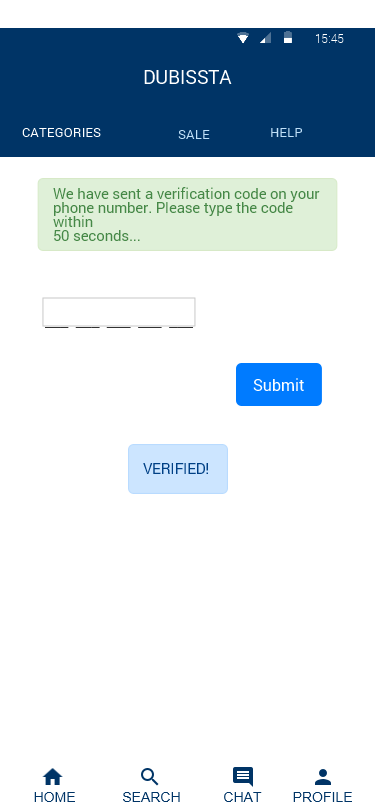 15:45
DUBISSTA
CATEGORIES SALE HELP
We have sent a verification code on your
phone number. Please type the code
within
50 seconds...
Submit
VERIFIED!
HOME SEARCH CHAT PROFILE